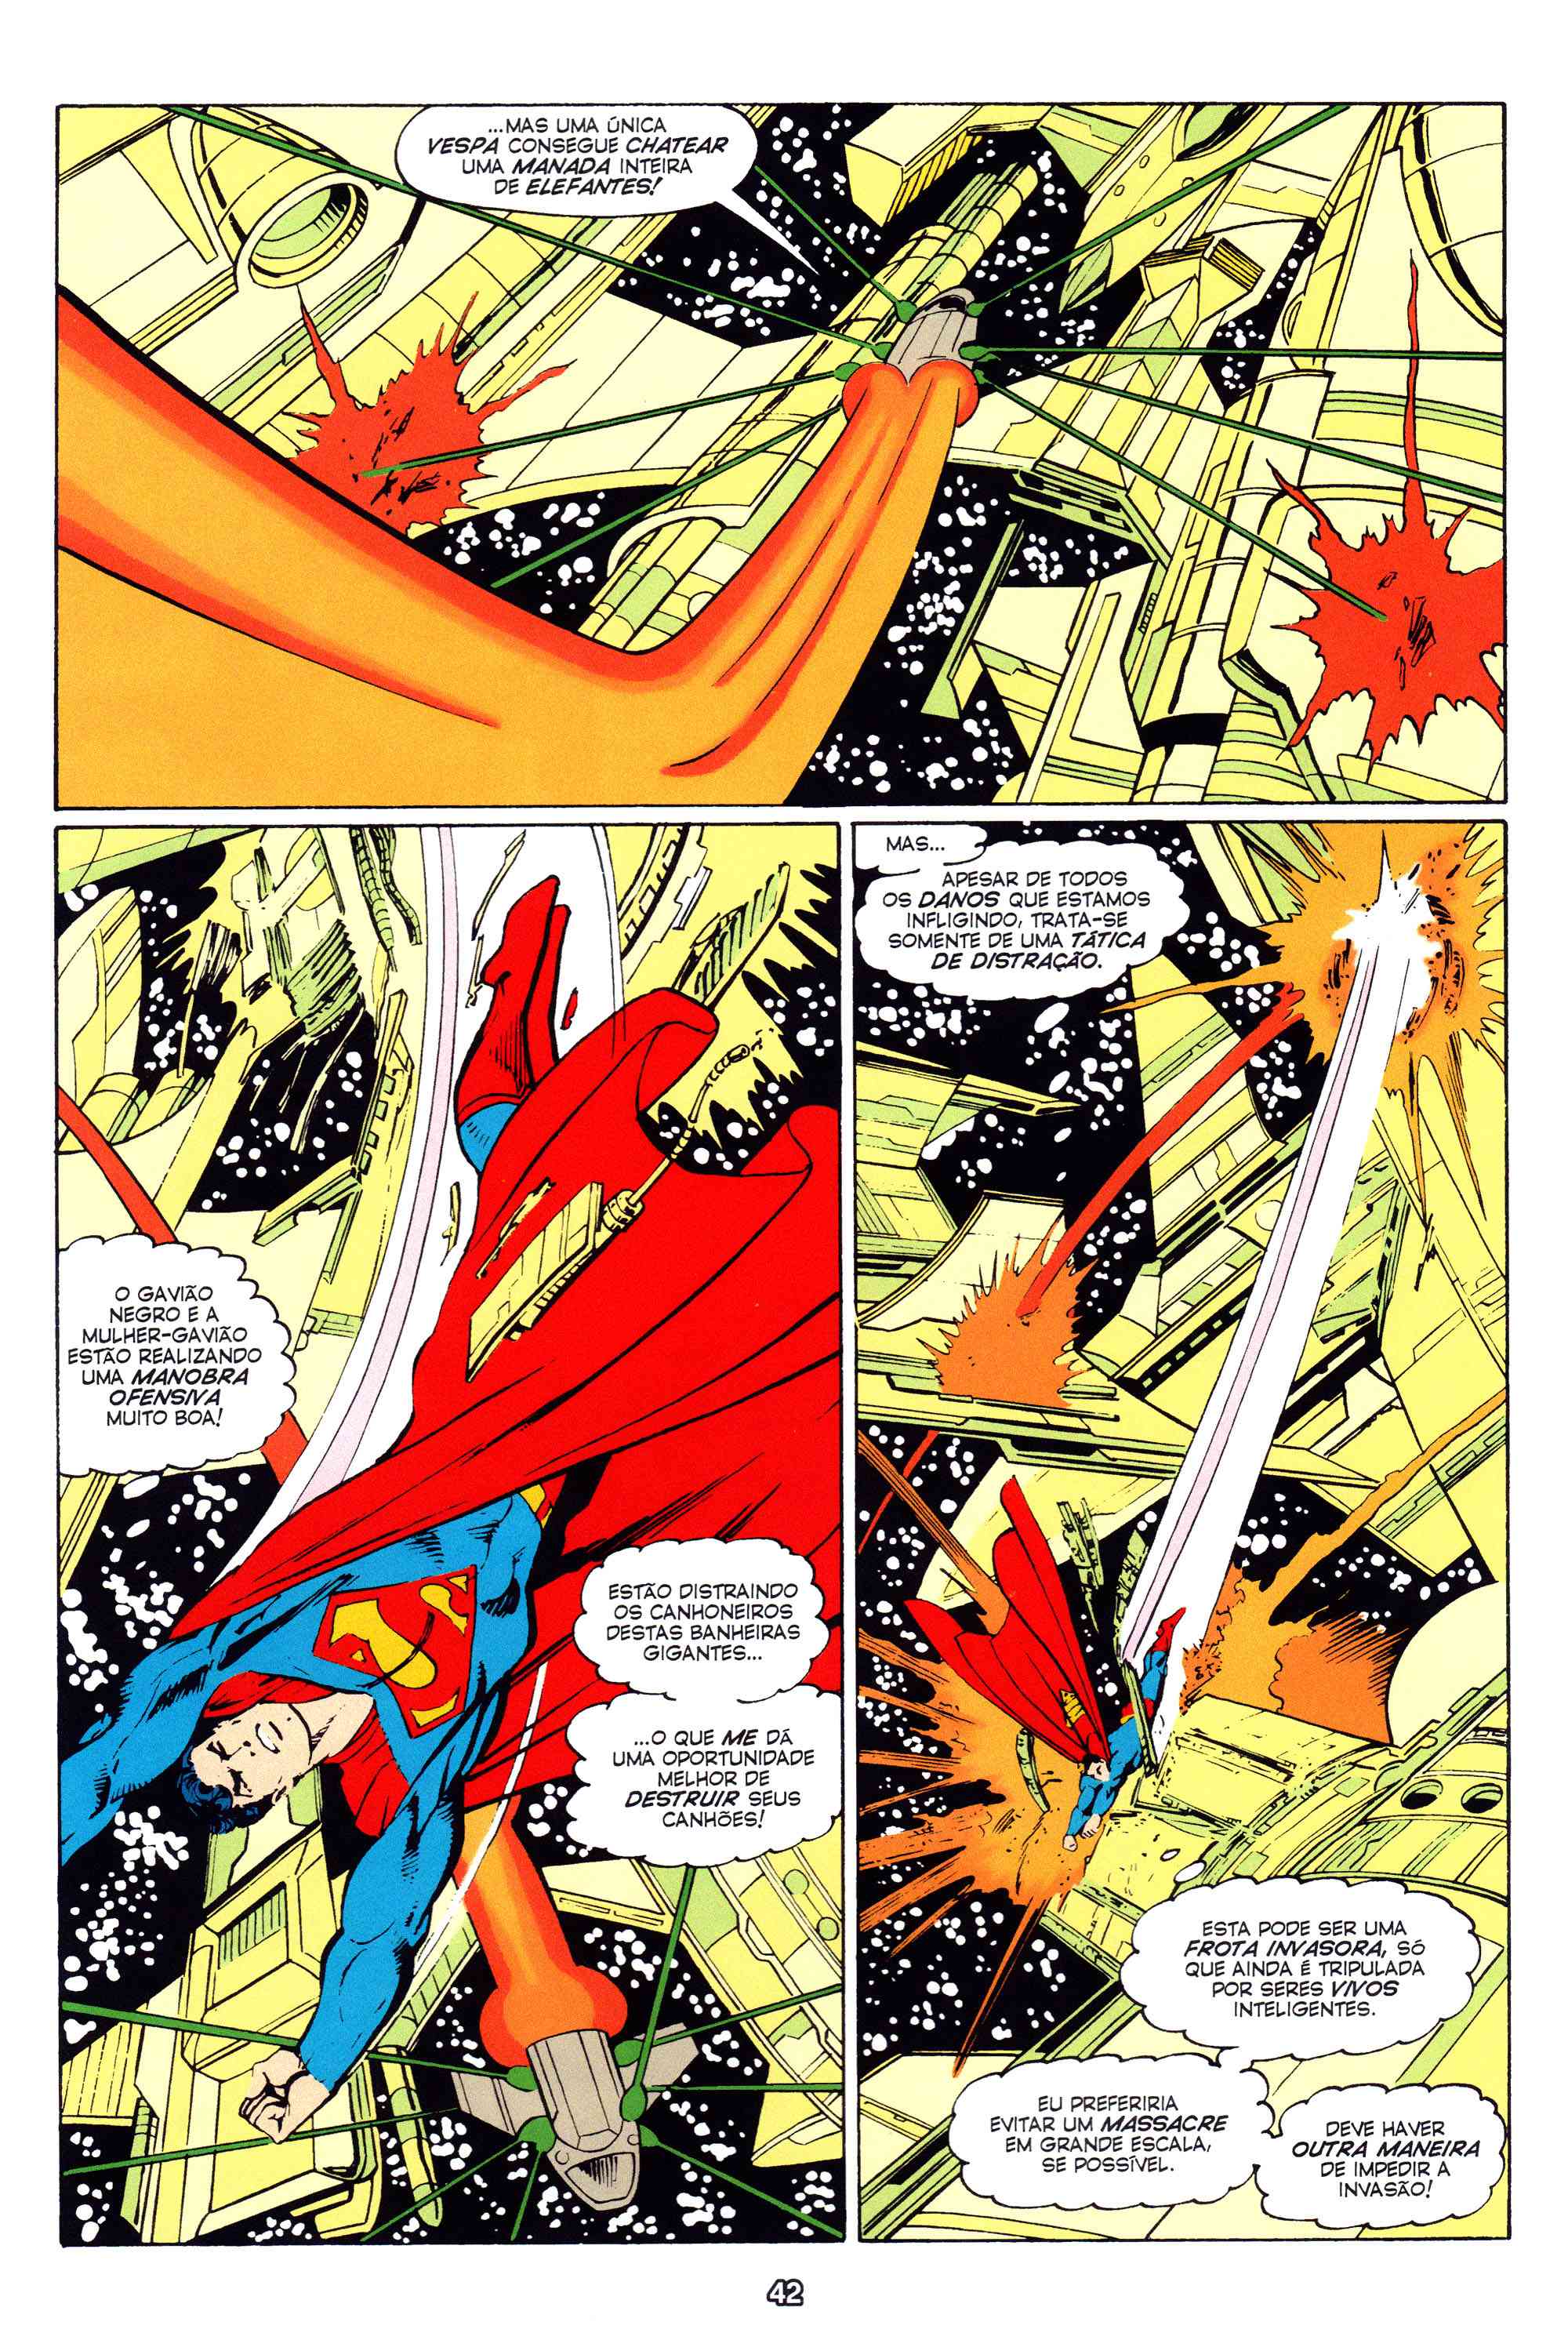 ...MAS UMA ÚNICA
VESPA CONSEGUE CHATEAR
UMA MANADA INTEIRA
DE ELEFANTES!
O GAVIÃO
NEGRO E A
MULHER-GAVIÃO
ESTÃO REALIZANDO
UMA MANOBRA
OFENSIVA
MUITO BOA!
ESTÃO DISTRAINDO
OS CANHONEIROS
DESTAS BANHEIRAS
GIGANTES...
...O QUE ME DÁ
UMA OPORTUNIDADE
MELHOR DE
DESTRUIR SEUS
CANHÕES!
MAS...
APESAR DE TODOS
OS DANOS QUE ESTAMOS
INFLIGINDO, TRATA-SE
SOMENTE DE UMA TÁTICA
DE DISTRAÇÃO.
ESTA PODE SER UMA
FROTA INVASORA, SÓ
QUE AINDA É TRIPULADA
POR SERES VIVOS
INTELIGENTES.
EU PREFERIRIA
EVITAR UM MASSACRE
EM GRANDE ESCALA,
SE POSSÍVEL.
DEVE HAVER
OUTRA MANEIRA
DE IMPEDIR A
INVASÃO!
42